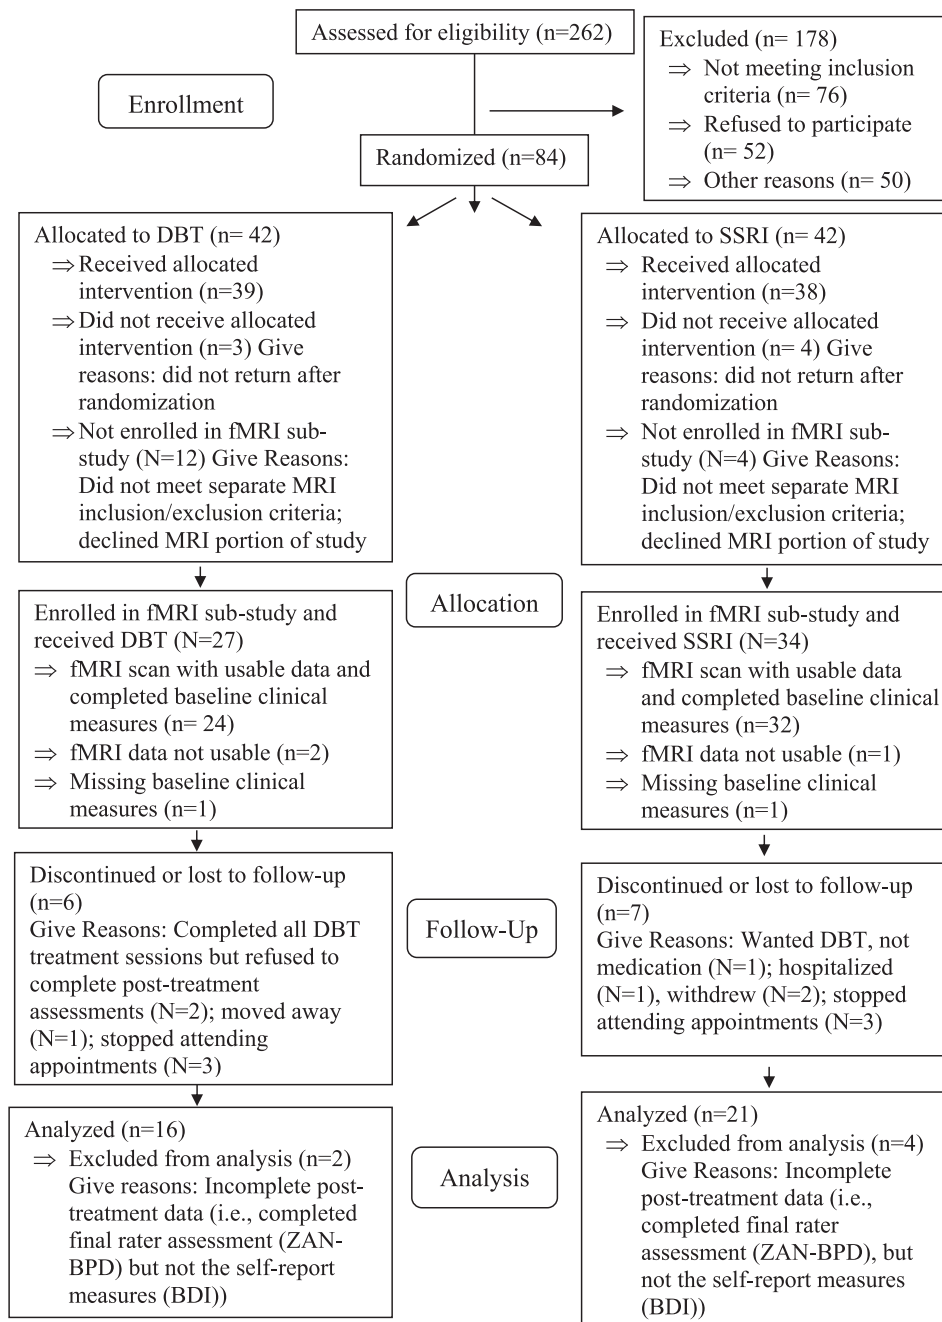 Assessed for eligibility (n=262)
Excluded (n= 178)
⇒ Not meeting inclusion
criteria (n= 76)
⇒ Refused to participate
(n= 52)
⇒ Other reasons (n= 50)
Enrollment
Randomized (n=84)
Allocated to DBT (n= 42)
⇒ Received allocated
intervention (n=39)
⇒ Did not receive allocated
intervention (n=3) Give
reasons: did not return after
randomization
⇒ Not enrolled in fMRI sub-
study (N=12) Give Reasons:
Did not meet separate MRI
inclusion/exclusion criteria;
declined MRI portion of study
Allocated to SSRI (n= 42)
⇒ Received allocated
intervention (n=38)
⇒ Did not receive allocated
intervention (n= 4) Give
reasons: did not return after
randomization
⇒ Not enrolled in fMRI sub-
study (N=4) Give Reasons:
Did not meet separate MRI
inclusion/exclusion criteria;
declined MRI portion of study
Allocation
Enrolled in fMRI sub-study and
received DBT (N=27)
⇒ fMRI scan with usable data and
completed baseline clinical
measures (n= 24)
⇒ fMRI data not usable (n=2)
⇒ Missing baseline clinical
measures (n=1)
Enrolled in fMRI sub-study and
received SSRI (N=34)
⇒ fMRI scan with usable data
and completed baseline clinical
measures (n=32)
⇒ fMRI data not usable (n=1)
⇒ Missing baseline clinical
measures (n=1)
Discontinued or lost to follow-up
(n=6)
Give Reasons: Completed all DBT
treatment sessions but refused to
complete post-treatment
assessments (N=2); moved away
(N=1); stopped attending
appointments (N=3)
Follow-Up
Discontinued or lost to follow-up
(n=7)
Give Reasons: Wanted DBT, not
medication (N=1); hospitalized
(N=1), withdrew (N=2); stopped
attending appointments (N=3)
Analyzed (n=16)
⇒ Excluded from analysis (n=2)
Give reasons: Incomplete post-
treatment data (i.e., completed
final rater assessment (ZAN-
BPD) but not the self-report
measures (BDI))
Analysis
Analyzed (n=21)
⇒ Excluded from analysis (n=4)
Give Reasons: Incomplete
post-treatment data (i.e.,
completed final rater
assessment (ZAN-BPD), but
not the self-report measures
(BDI))